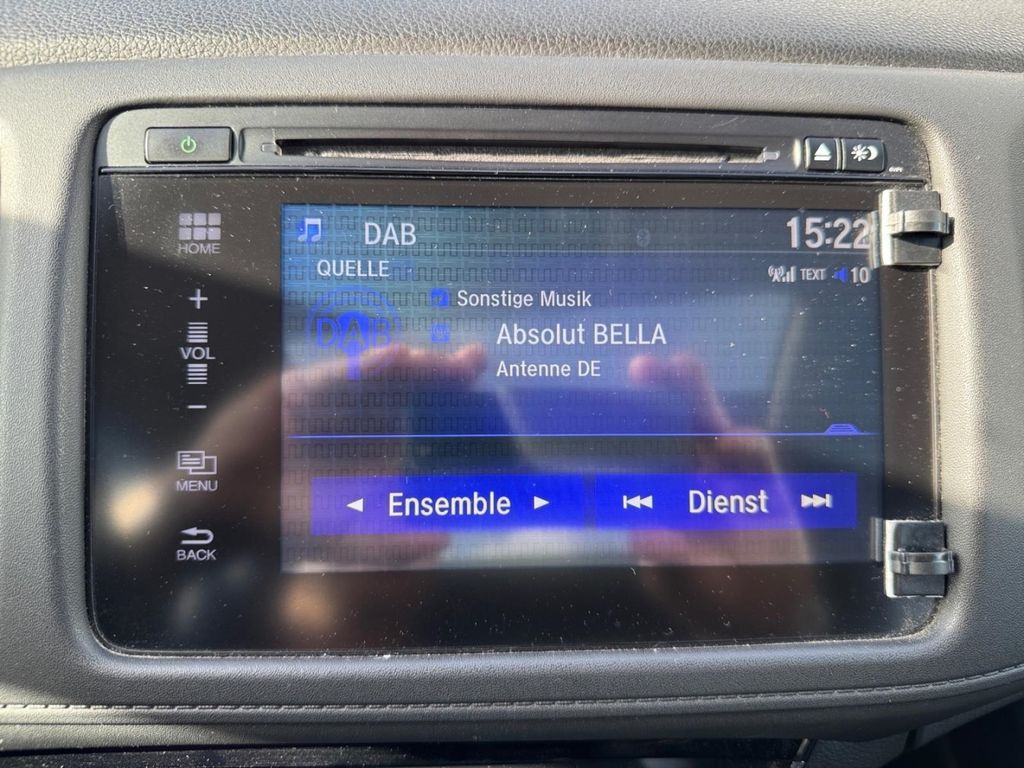 HOME
+
VOL
−
MENU
BACK
DAB
15:22
QUELLE
TEXT 10
Sonstige Musik
DAB
Absolut BELLA
Antenne DE
Ensemble
Dienst